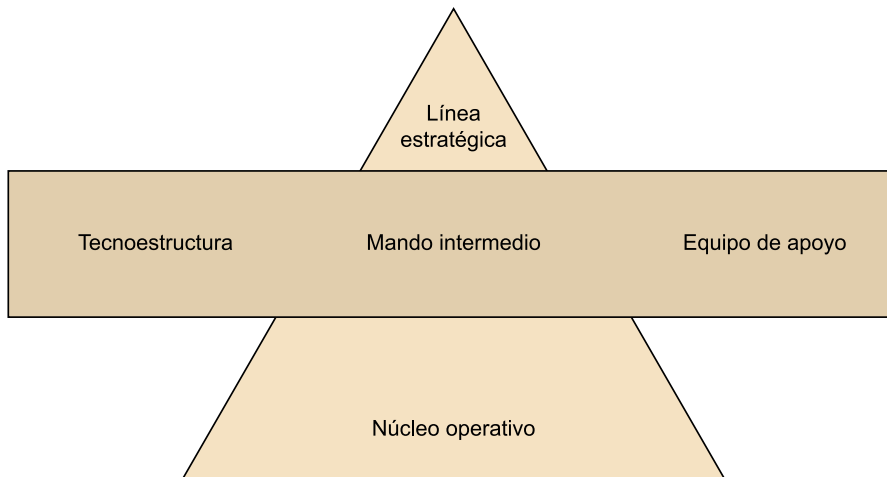 Línea
estratégica
Tecnoestructura
Mando intermedio
Equipo de apoyo
Núcleo operativo